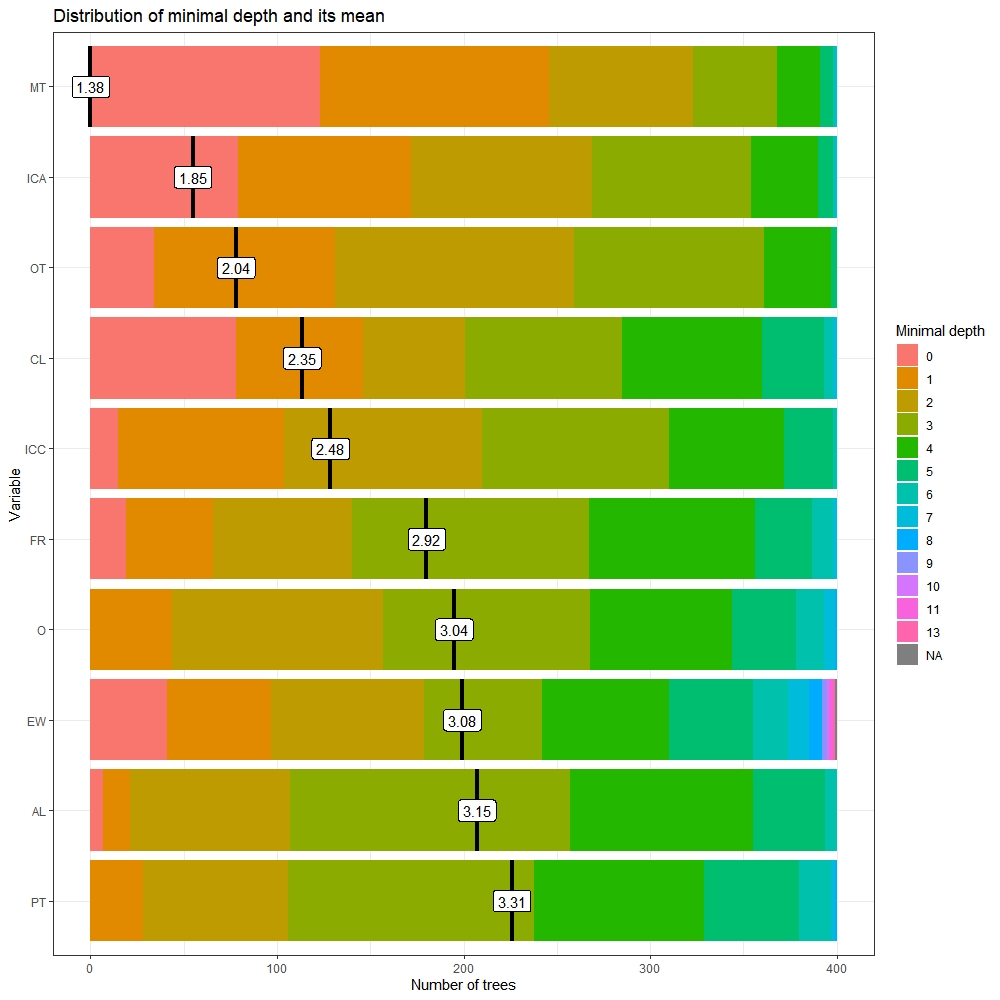 Distribution of minimal depth and its mean
MT
1.38
ICA
1.85
OT
2.04
CL
2.35
ICC
2.48
FR
2.92
O
3.04
EW
3.08
AL
3.15
PT
3.31
Variable
0
100
200
300
400
Number of trees
Minimal depth
0
1
2
3
4
5
6
7
8
9
10
11
13
NA